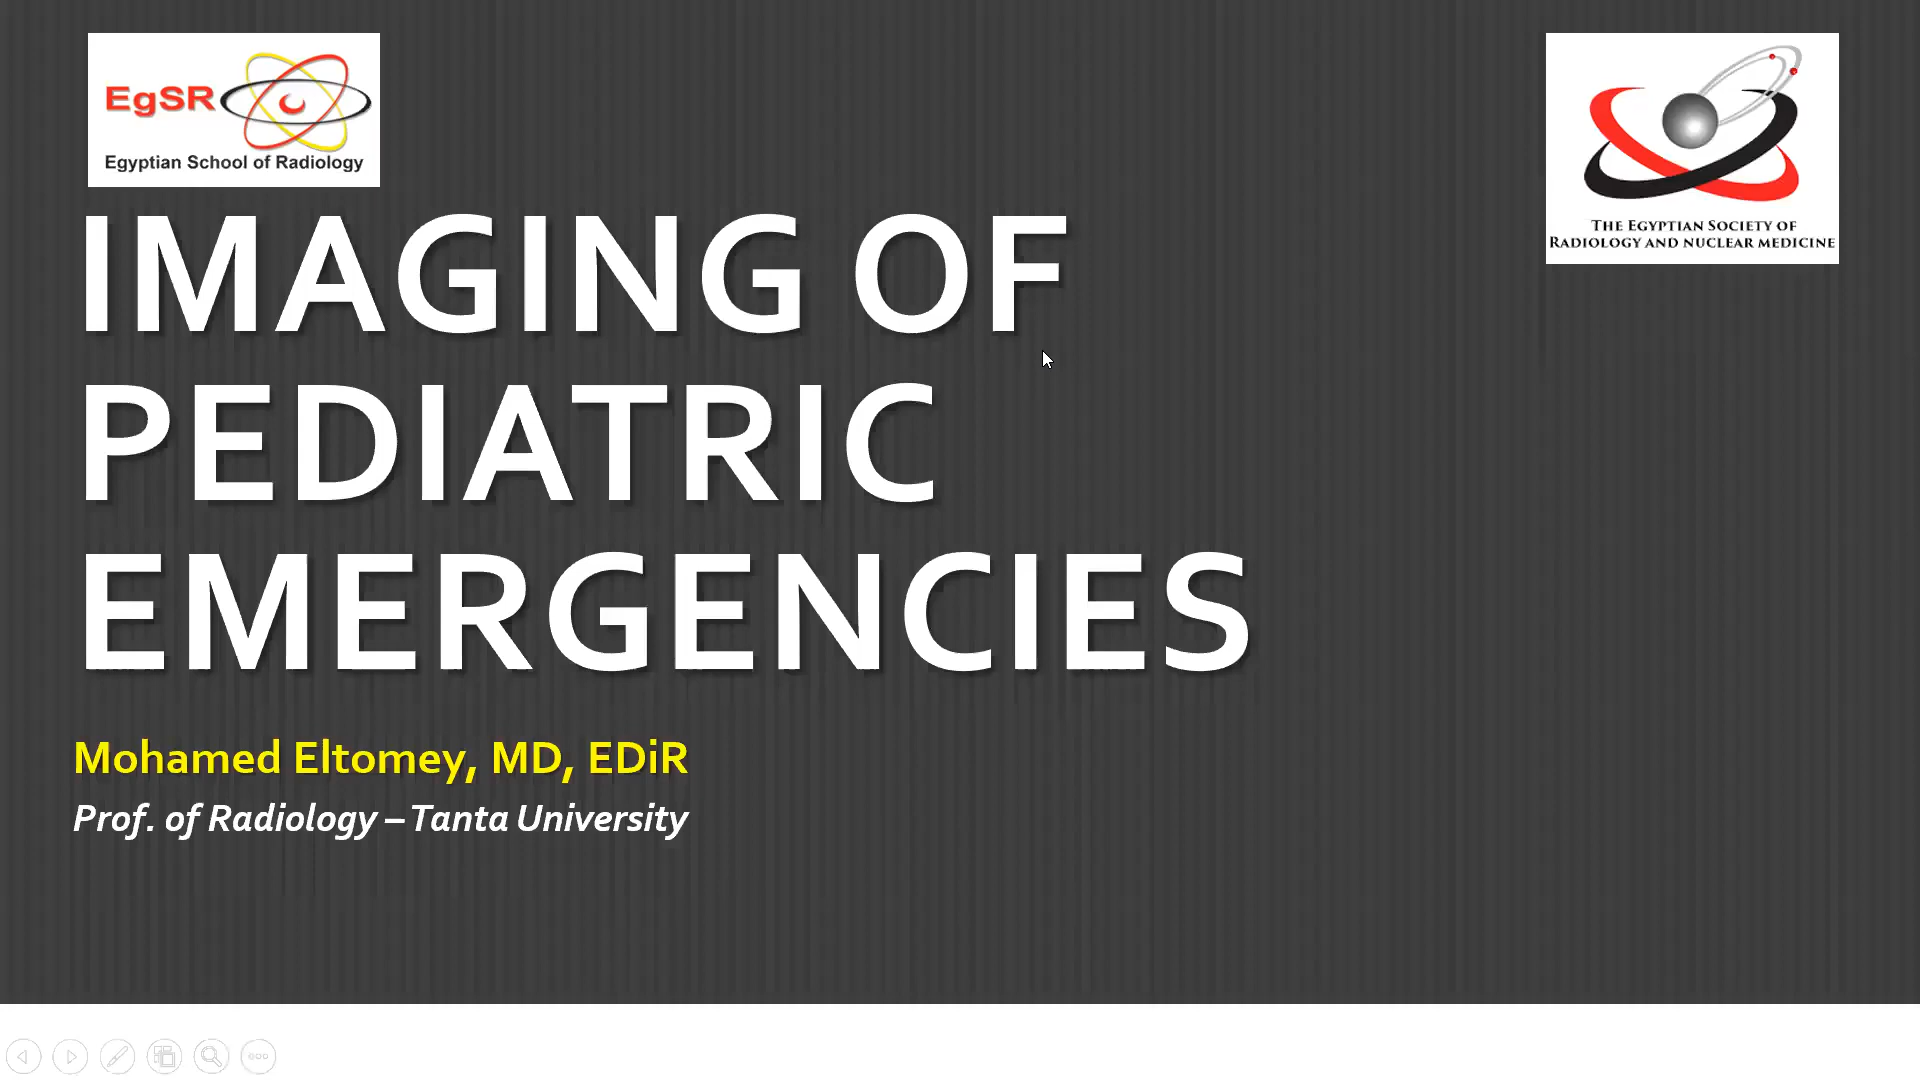 EgSR
Egyptian School of Radiology
THE EGYPTIAN SOCIETY OF
RADIOLOGY AND NUCLEAR MEDICINE
IMAGING OF
PEDIATRIC
EMERGENCIES
Mohamed Eltomey, MD, EDiR
Prof. of Radiology – Tanta University